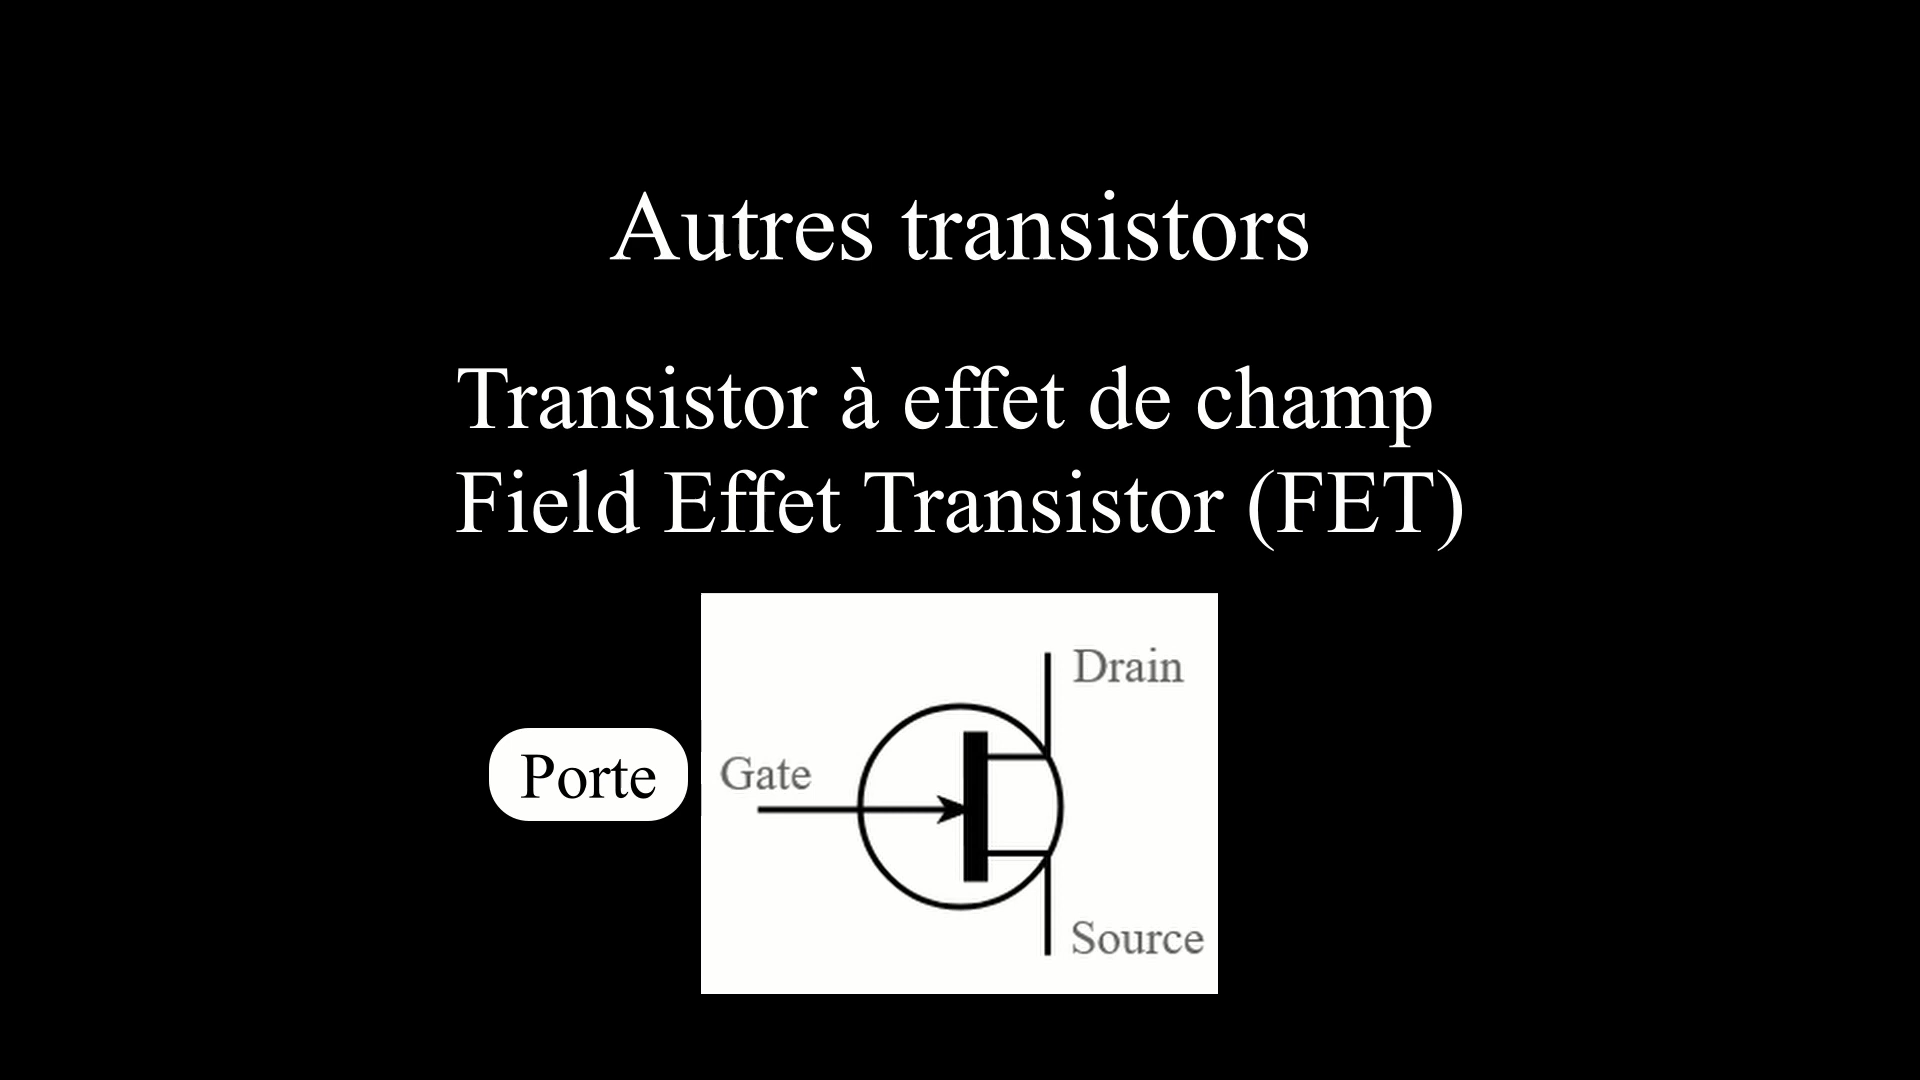 Autres transistors
Transistor à effet de champ
Field Effet Transistor (FET)
Drain
Porte
Gate
Source